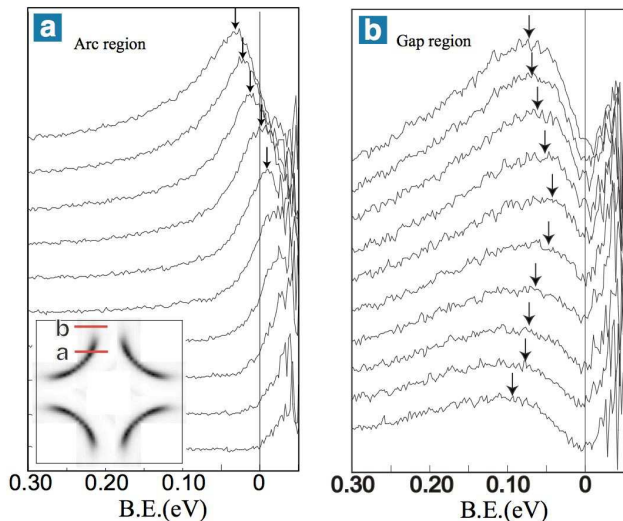 a
Arc region
b
a
0.30
0.20
0.10
0
B.E.(eV)
b
Gap region
0.30
0.20
0.10
0
B.E.(eV)